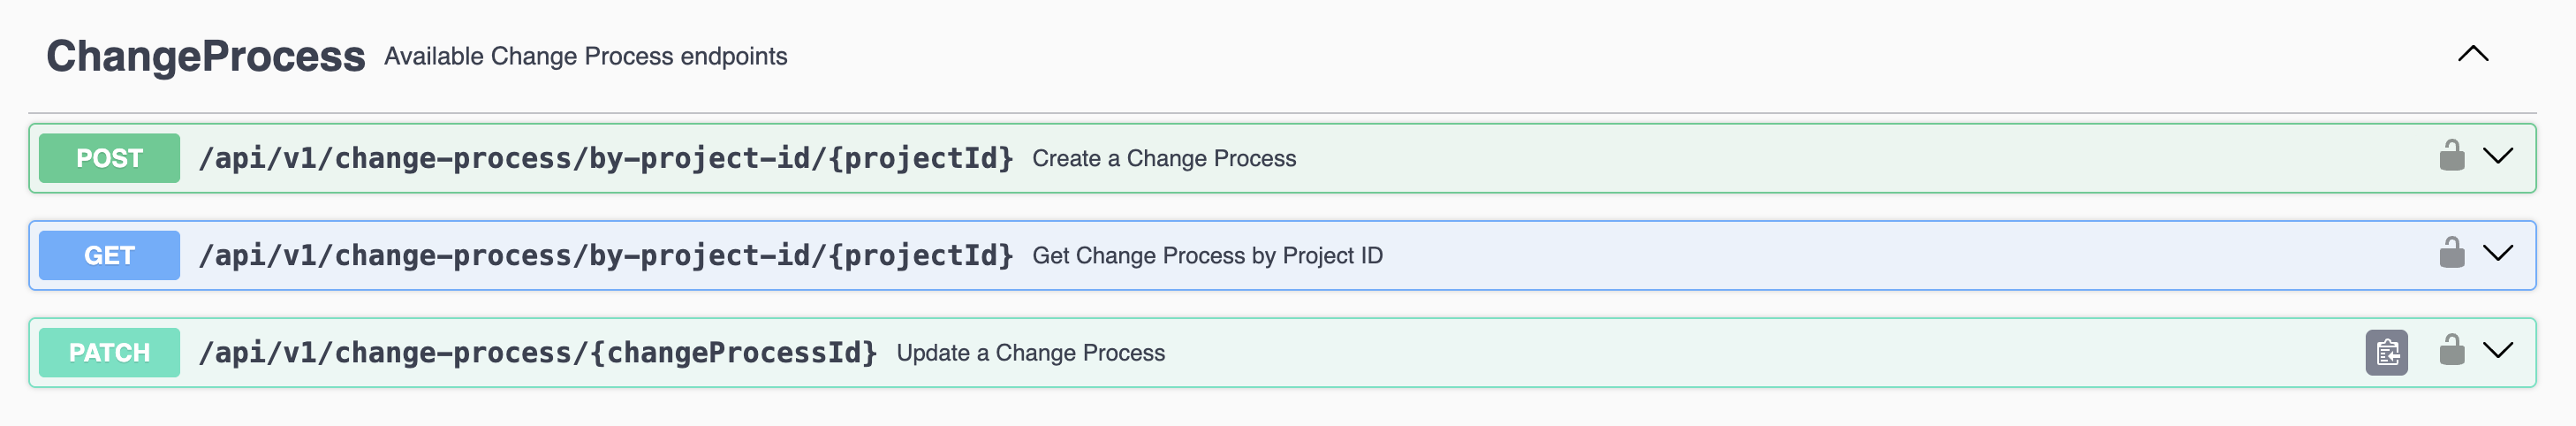 ChangeProcess Available Change Process endpoints
POST /api/v1/change-process/by-project-id/{projectId} Create a Change Process
GET /api/v1/change-process/by-project-id/{projectId} Get Change Process by Project ID
PATCH /api/v1/change-process/{changeProcessId} Update a Change Process